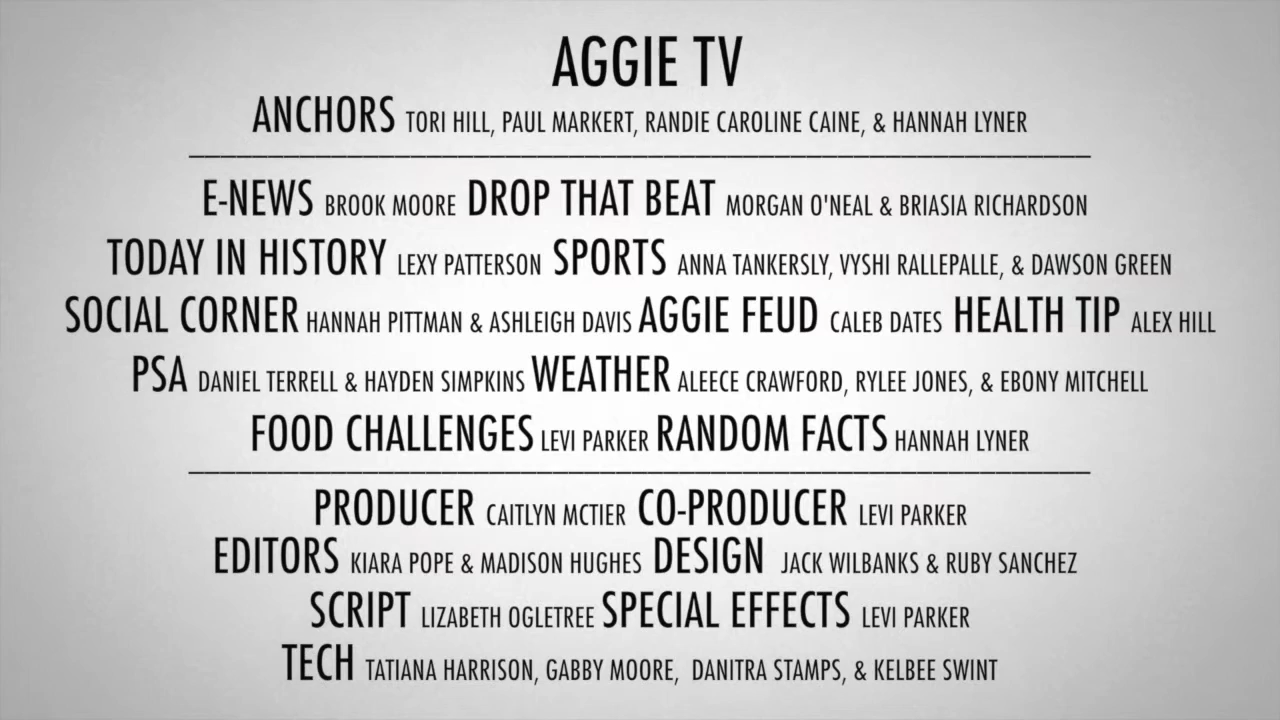 AGGIE TV
ANCHORS TORI HILL, PAUL MARKERT, RANDIE CAROLINE CAINE, & HANNAH LYNER
E-NEWS BROOK MOORE DROP THAT BEAT MORGAN O'NEAL & BRIASIA RICHARDSON
TODAY IN HISTORY LEXY PATTERSON SPORTS ANNA TANKERSLY, VYSHI RALLEPALLE, & DAWSON GREEN
SOCIAL CORNER HANNAH PITTMAN & ASHLEIGH DAVIS AGGIE FEUD CALEB DATES HEALTH TIP ALEX HILL
PSA DANIEL TERRELL & HAYDEN SIMPKINS WEATHER ALEECE CRAWFORD, RYLEE JONES, & EBONY MITCHELL
FOOD CHALLENGES LEVI PARKER RANDOM FACTS HANNAH LYNER
PRODUCER CAITLYN MCTIER CO-PRODUCER LEVI PARKER
EDITORS KIARA POPE & MADISON HUGHES DESIGN JACK WILBANKS & RUBY SANCHEZ
SCRIPT LIZABETH OGLETREE SPECIAL EFFECTS LEVI PARKER
TECH TATIANA HARRISON, GABBY MOORE, DANITRA STAMPS, & KELBEE SWINT